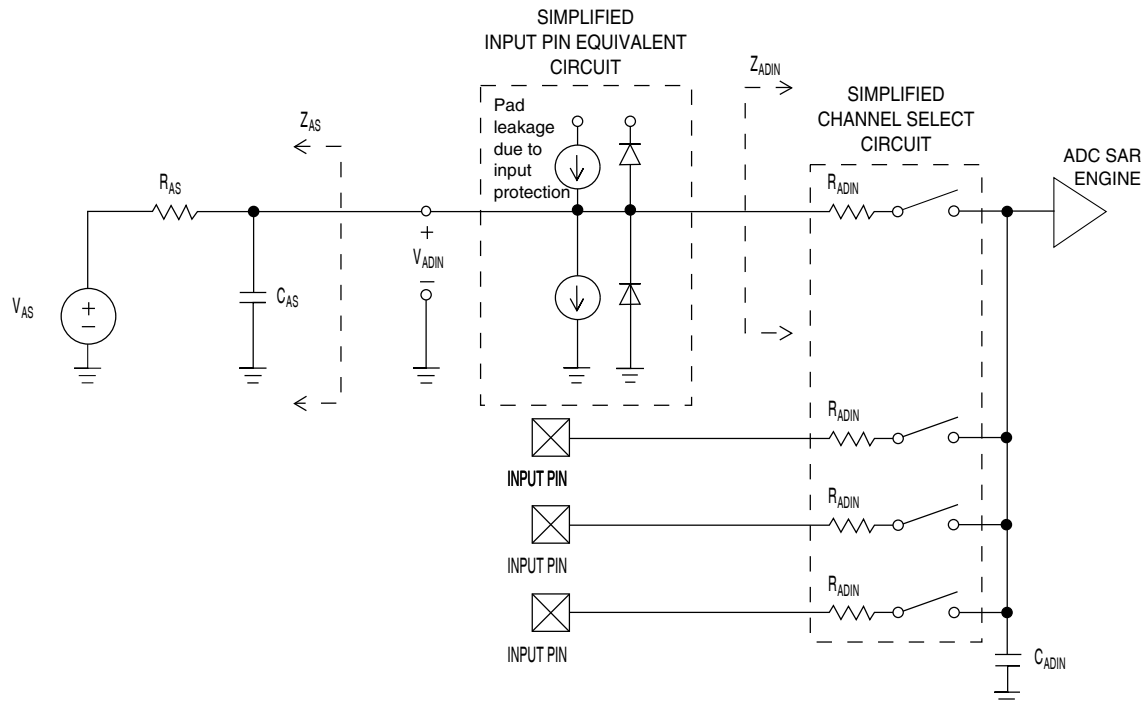 SIMPLIFIED
INPUT PIN EQUIVALENT
CIRCUIT
Pad
leakage
due to
input
protection
Z_ADIN
SIMPLIFIED
CHANNEL SELECT
CIRCUIT
ADC SAR
ENGINE
Z_AS
R_AS
R_ADIN
+
V_ADIN
–
C_AS
V_AS
+
–
R_ADIN
INPUT PIN
R_ADIN
INPUT PIN
R_ADIN
INPUT PIN
C_ADIN